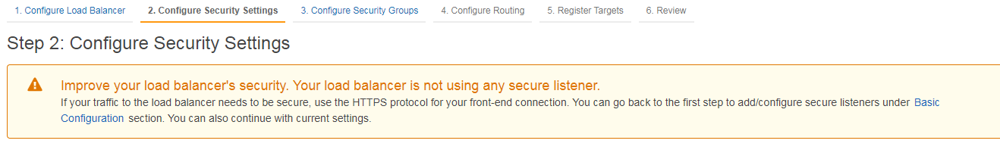 1. Configure Load Balancer 2. Configure Security Settings 3. Configure Security Groups 4. Configure Routing 5. Register Targets 6. Review
Step 2: Configure Security Settings
Improve your load balancer's security. Your load balancer is not using any secure listener.
If your traffic to the load balancer needs to be secure, use the HTTPS protocol for your front-end connection. You can go back to the first step to add/configure secure listeners under Basic
Configuration section. You can also continue with current settings.